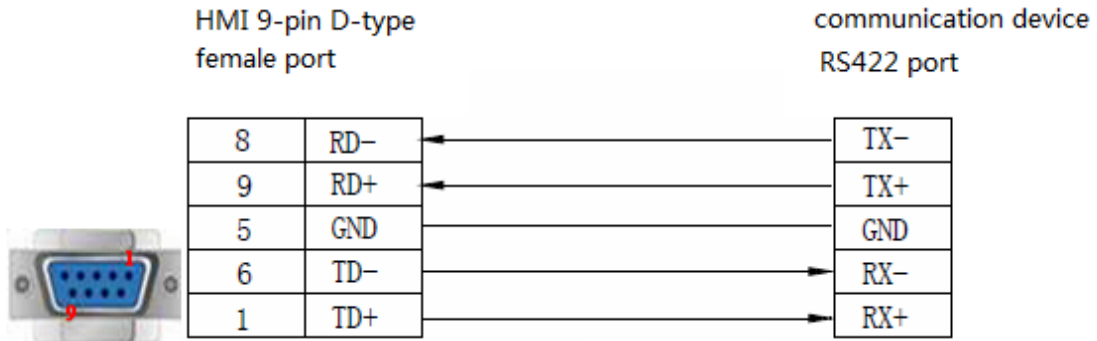 HMI 9-pin D-type
female port
communication device
RS422 port
8 RD- TX-
9 RD+ TX+
5 GND GND
6 TD- RX-
1 TD+ RX+
1
9